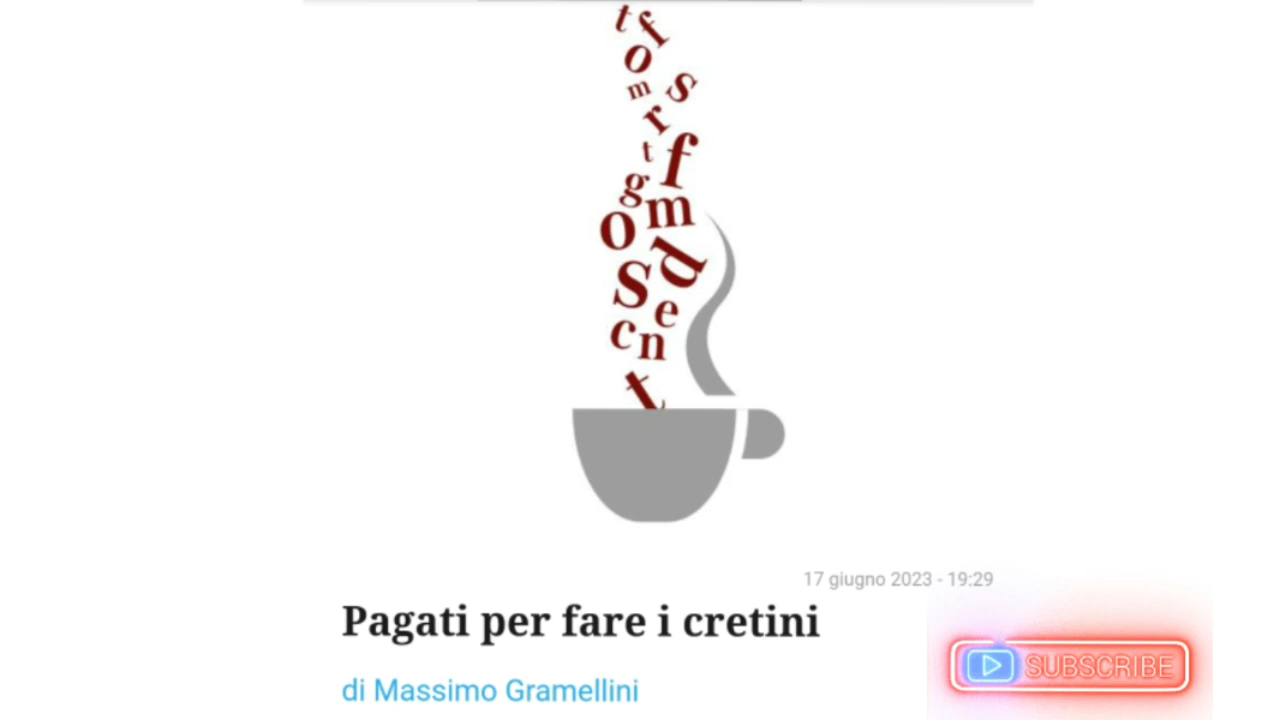 t f
o
m s
r
t f
g
o m
s d
e
c n
t
17 giugno 2023 - 19:29
Pagati per fare i cretini
di Massimo Gramellini
SUBSCRIBE